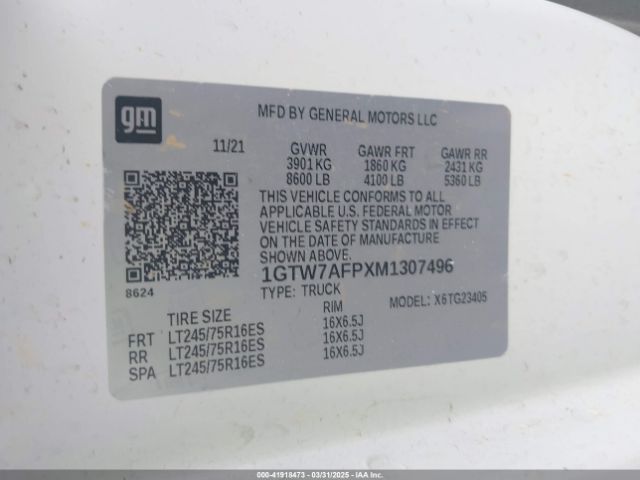 gm
MFD BY GENERAL MOTORS LLC
11/21 GVWR GAWR FRT GAWR RR
3901 KG 1860 KG 2431 KG
8600 LB 4100 LB 5360 LB
THIS VEHICLE CONFORMS TO ALL
APPLICABLE U.S. FEDERAL MOTOR
VEHICLE SAFETY STANDARDS IN EFFECT
ON THE DATE OF MANUFACTURE
SHOWN ABOVE.
1GTW7AFPXM1307496
8624
TYPE: TRUCK MODEL: X6TG23405
TIRE SIZE RIM
FRT LT245/75R16ES 16X6.5J
RR LT245/75R16ES 16X6.5J
SPA LT245/75R16ES 16X6.5J
000-41918473 - 03/31/2025 - IAAI.COM